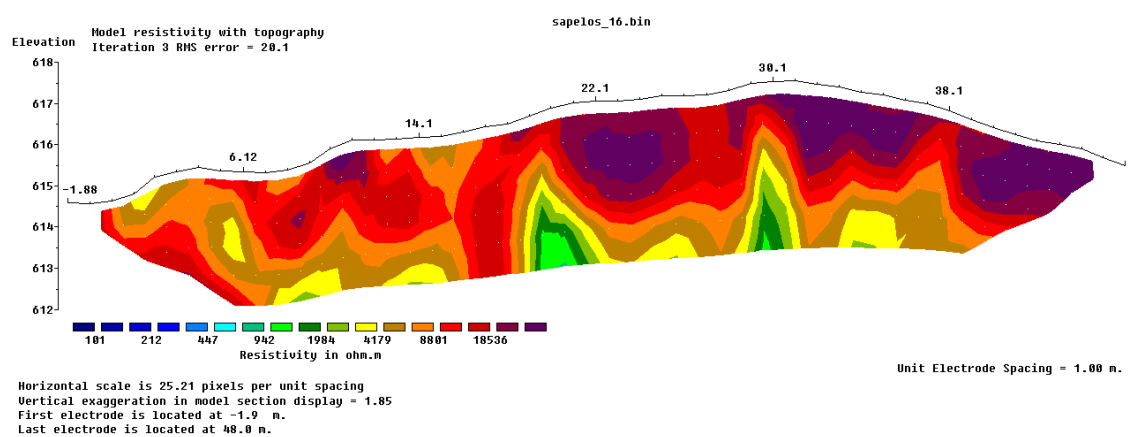 sapelos_16.bin
Model resistivity with topography
Elevation
Iteration 3 RMS error = 20.1
618
30.1
22.1
38.1
617
14.1
616
6.12
615
-1.88
614
613
612
101 212 447 942 1984 4179 8801 18536
Resistivity in ohm.m
Unit Electrode Spacing = 1.00 m.
Horizontal scale is 25.21 pixels per unit spacing
Vertical exaggeration in model section display = 1.85
First electrode is located at -1.9 m.
Last electrode is located at 48.0 m.